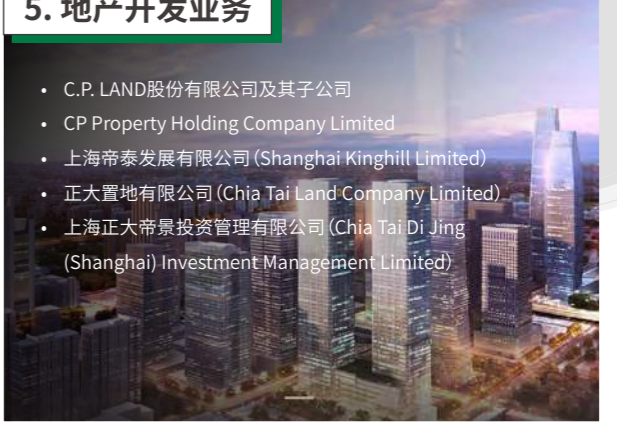 5. 地产开发业务
• C.P. LAND股份有限公司及其子公司
• CP Property Holding Company Limited
• 上海帝泰发展有限公司(Shanghai Kinghill Limited)
• 正大置地有限公司(Chia Tai Land Company Limited)
• 上海正大帝景投资管理有限公司(Chia Tai Di Jing
(Shanghai) Investment Management Limited)